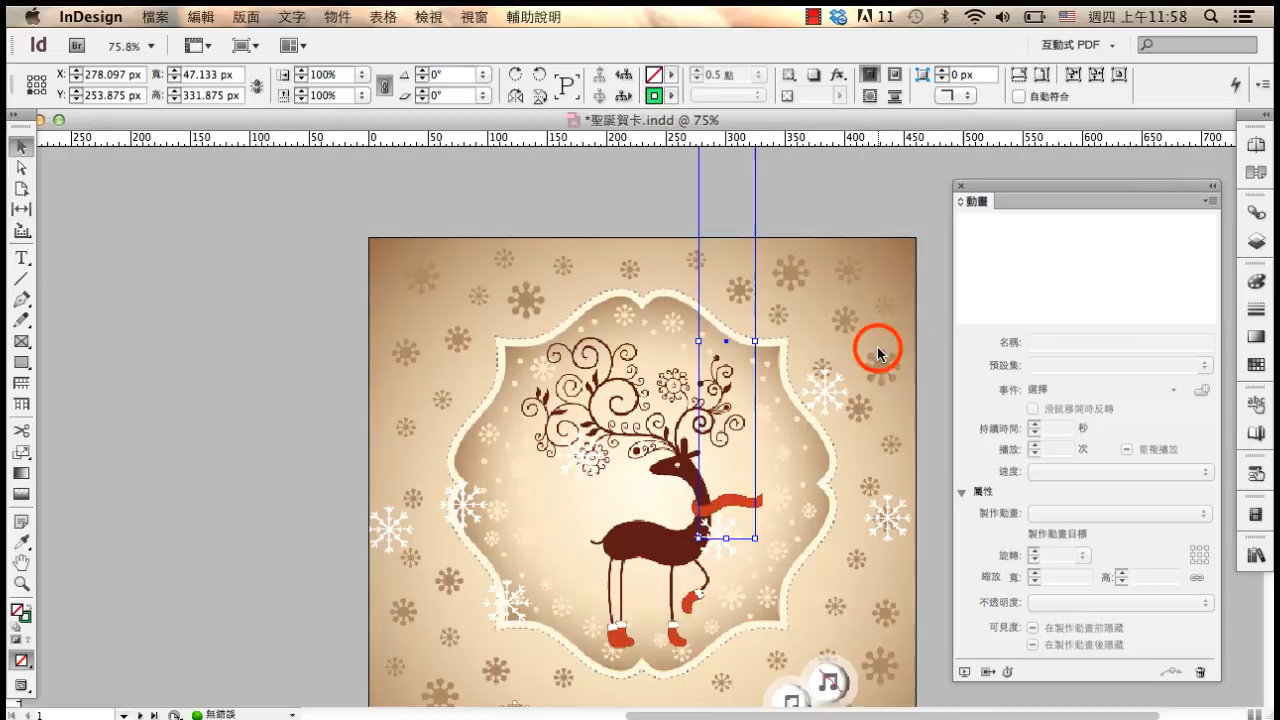 InDesign 檔案 編輯 版面 文字 物件 表格 檢視 視窗 輔助說明 11 週四 上午11:58
Id Br 75.8% 互動式 PDF
X: 278.097 px 寬: 47.133 px 100% 0° P 0.5 點 fx 0 px
Y: 253.875 px 高: 331.875 px 100% 0° 自動符合
*聖誕賀卡.indd @ 75%
250 200 150 100 50 0 50 100 150 200 250 300 350 400 450 500 550 600 650 700
動畫
名稱:
預設集:
事件: 選擇
滑鼠移開時反轉
持續時間: 秒
播放: 次 重複播放
速度:
屬性
製作動畫:
製作動畫目標
旋轉:
縮放 寬: 高:
不透明度:
可見度: 在製作動畫前隱藏
在製作動畫後隱藏
T
T
abc
1 無錯誤